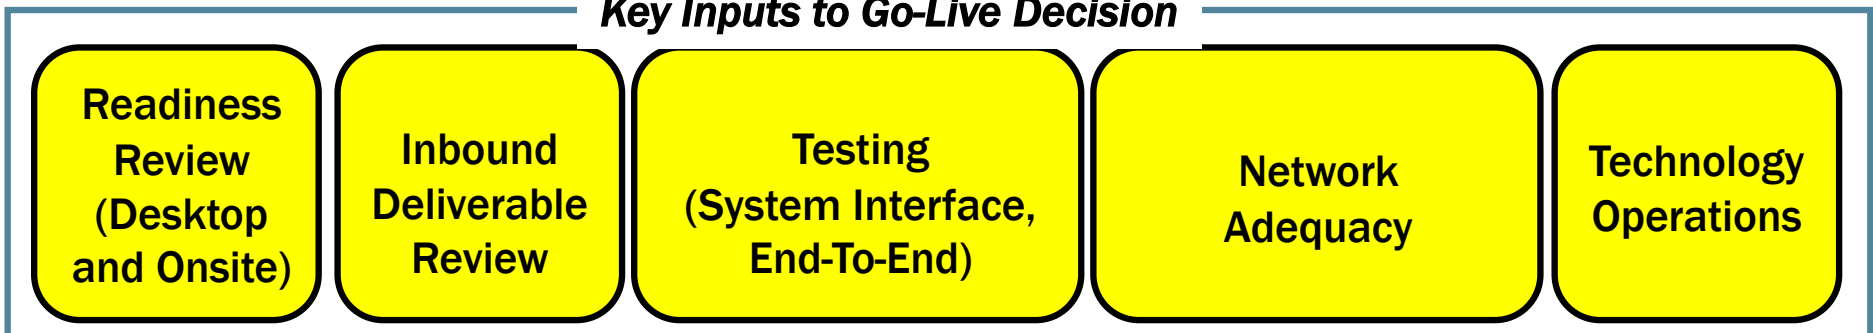 Key Inputs to Go-Live Decision
Readiness
Review
(Desktop
and Onsite)
Inbound
Deliverable
Review
Testing
(System Interface,
End-To-End)
Network
Adequacy
Technology
Operations